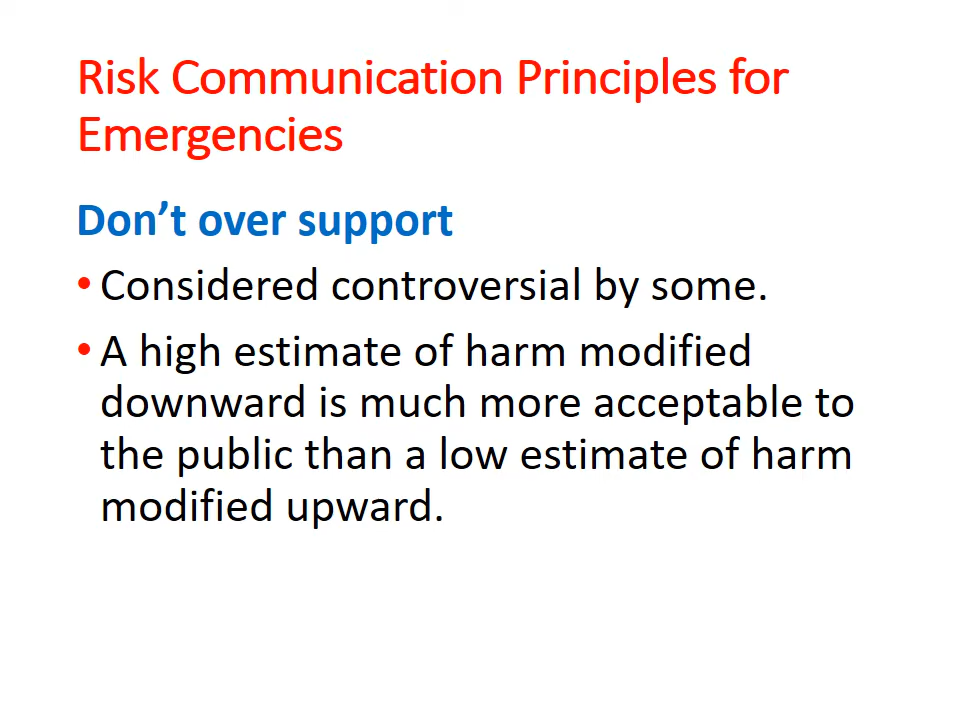 Risk Communication Principles for
Emergencies
Don’t over support
• Considered controversial by some.
• A high estimate of harm modified
downward is much more acceptable to
the public than a low estimate of harm
modified upward.